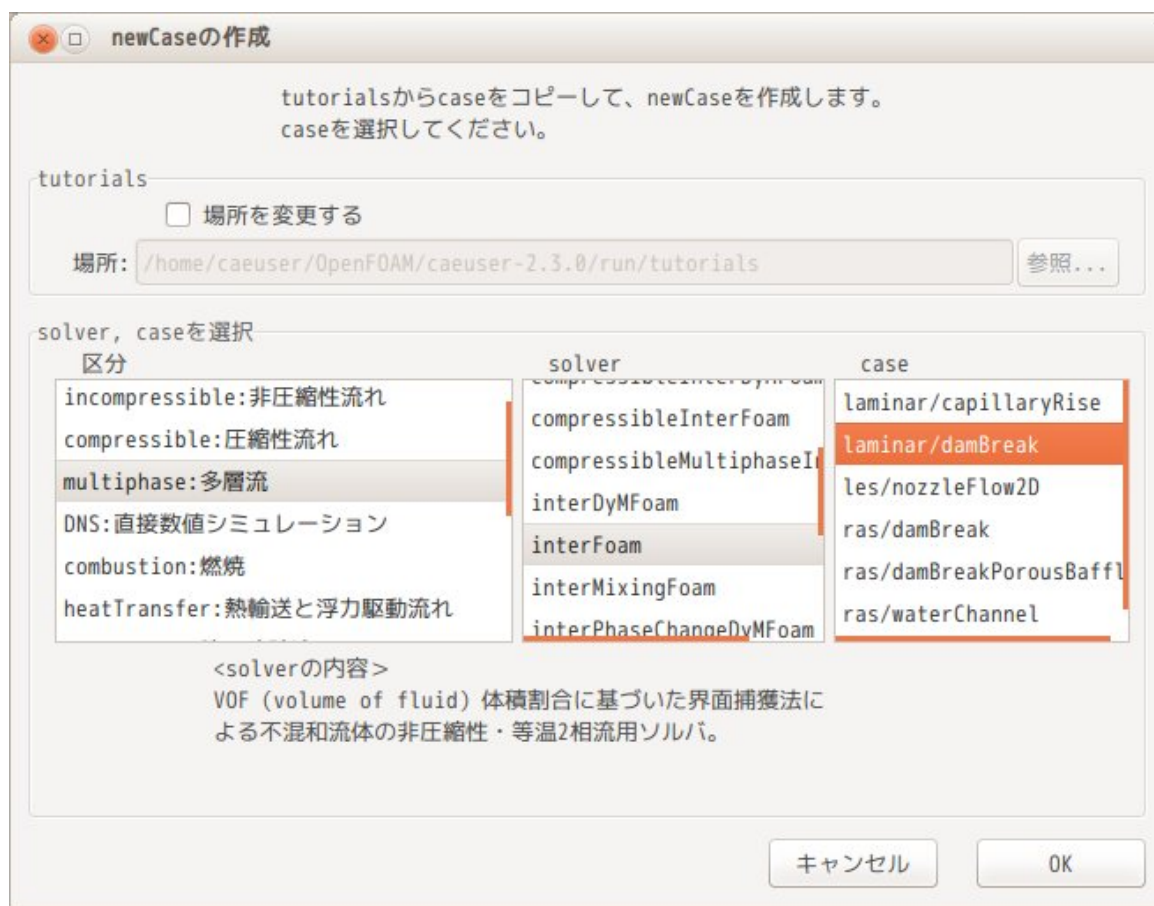 newCaseの作成
tutorialsからcaseをコピーして、newCaseを作成します。
caseを選択してください。
tutorials
場所を変更する
場所: /home/caeuser/OpenFOAM/caeuser-2.3.0/run/tutorials 参照...
solver, caseを選択
区分 solver case
incompressible:非圧縮性流れ
compressible:圧縮性流れ
multiphase:多層流
DNS:直接数値シミュレーション
combustion:燃焼
heatTransfer:熱輸送と浮力駆動流れ
compressibleInterFoam
compressibleMultiphaseI
interDyMFoam
interFoam
interMixingFoam
interPhaseChangeDyMFoam
laminar/capillaryRise
laminar/damBreak
les/nozzleFlow2D
ras/damBreak
ras/damBreakPorousBaffl
ras/waterChannel
<solverの内容>
VOF (volume of fluid) 体積割合に基づいた界面捕獲法に
よる不混和流体の非圧縮性・等温2相流用ソルバ。
キャンセル OK